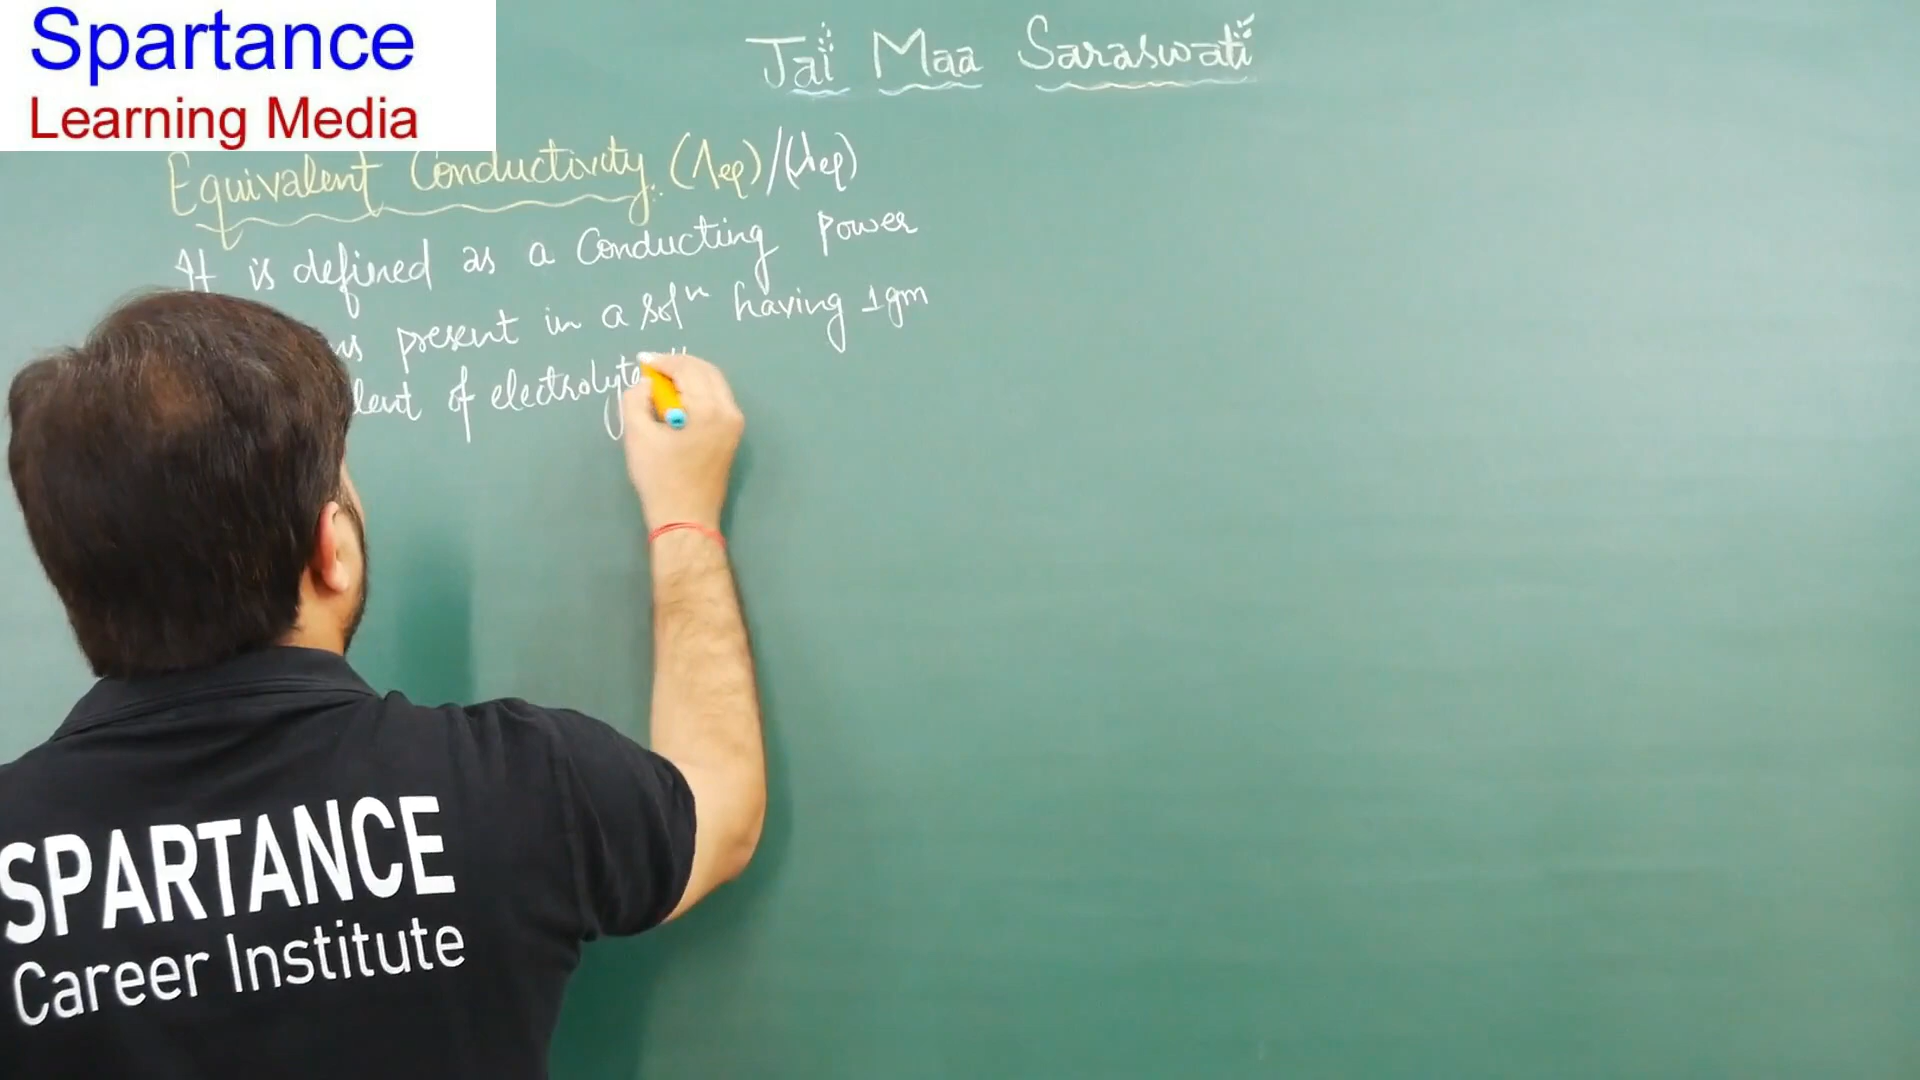 Spartance
Learning Media
Jai Maa Saraswati
Equivalent Conductivity: (Λeq)/(λeq)
It is defined as a Conducting Power
present in a solⁿ having 1gm
of electrolyte
SPARTANCE
Career Institute